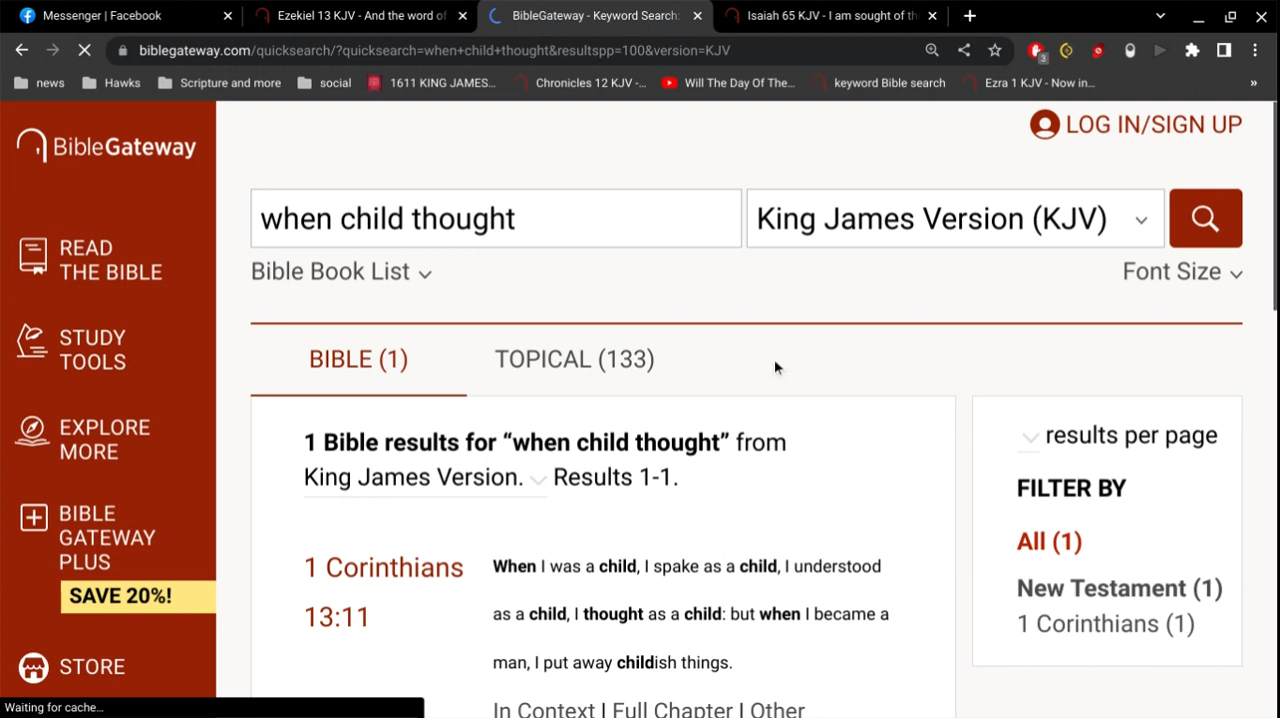 Messenger | Facebook
Ezekiel 13 KJV - And the word of
BibleGateway - Keyword Search:
Isaiah 65 KJV - I am sought of th
biblegateway.com/quicksearch/?quicksearch=when+child+thought&resultspp=100&version=KJV
3
news
Hawks
Scripture and more
social
1611 KING JAMES...
Chronicles 12 KJV -...
Will The Day Of The...
keyword Bible search
Ezra 1 KJV - Now in...
»
BibleGateway
LOG IN/SIGN UP
when child thought
King James Version (KJV)
Bible Book List
Font Size
READ
THE BIBLE
STUDY
TOOLS
EXPLORE
MORE
BIBLE
GATEWAY
PLUS
SAVE 20%!
STORE
BIBLE (1)
TOPICAL (133)
1 Bible results for “when child thought” from
King James Version. Results 1-1.
1 Corinthians
13:11
When I was a child, I spake as a child, I understood
as a child, I thought as a child: but when I became a
man, I put away childish things.
In Context | Full Chapter | Other
results per page
FILTER BY
All (1)
New Testament (1)
1 Corinthians (1)
Waiting for cache...